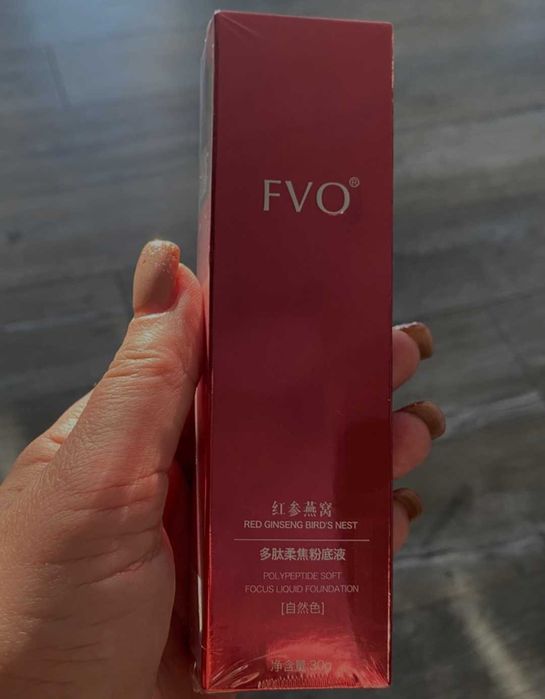 FVO®
红参燕窝
RED GINSENG BIRD'S NEST
多肽柔焦粉底液
POLYPEPTIDE SOFT
FOCUS LIQUID FOUNDATION
[自然色]
净含量 30g